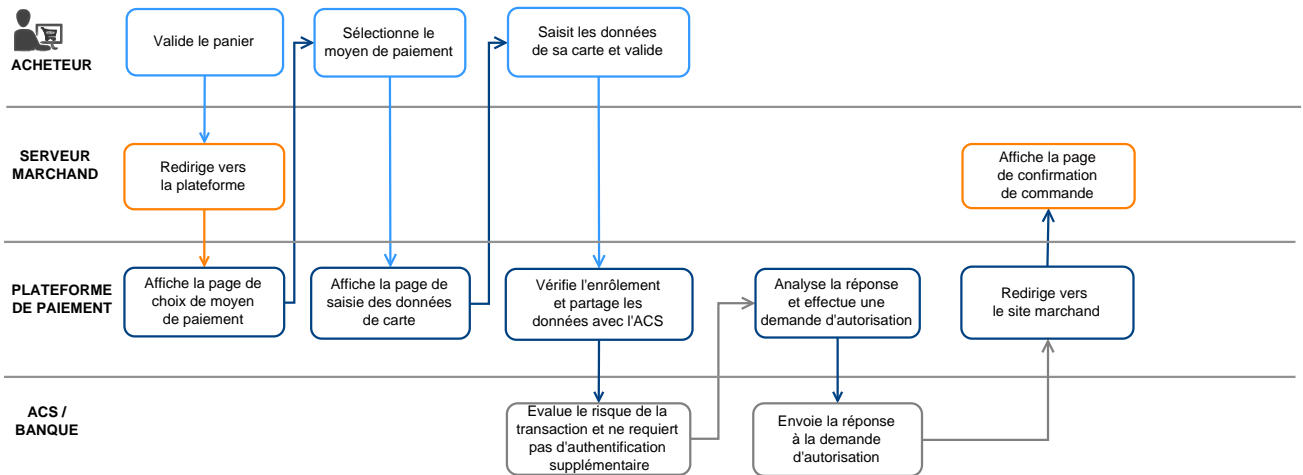 ACHETEUR
Valide le panier
Sélectionne le
moyen de paiement
Saisit les données
de sa carte et valide
SERVEUR
MARCHAND
Redirige vers
la plateforme
Affiche la page
de confirmation
de commande
PLATEFORME
DE PAIEMENT
Affiche la page de
choix de moyen
de paiement
Affiche la page de
saisie des données
de carte
Vérifie l'enrôlement
et partage les
données avec l'ACS
Analyse la réponse
et effectue une
demande d'autorisation
Redirige vers
le site marchand
ACS /
BANQUE
Evalue le risque de la
transaction et ne requiert
pas d'authentification
supplémentaire
Envoie la réponse
à la demande
d'autorisation